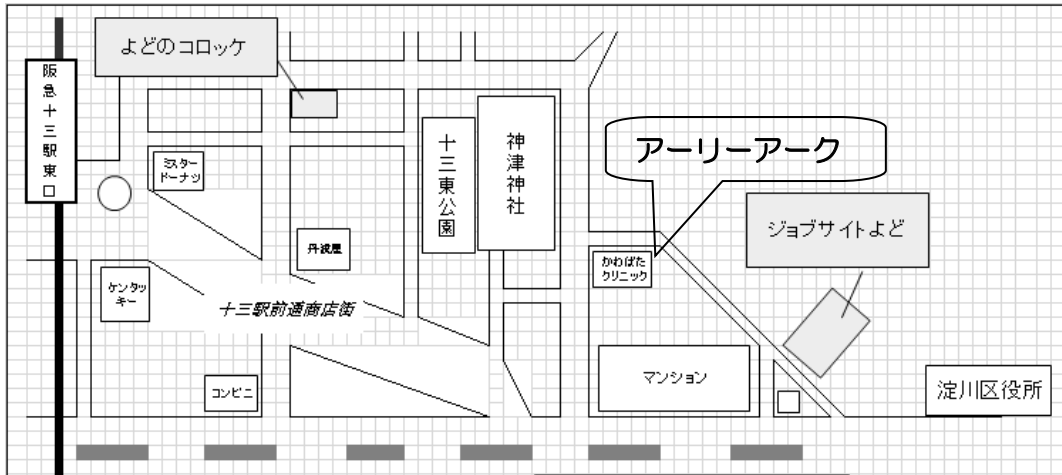 よどのコロッケ
阪急十三駅東口
ミスター
ドーナツ
十三東公園
神津神社
アーリーアーク
ジョブサイトよど
丹波屋
かわばた
クリニック
ケンタッ
キー
十三駅前通商店街
コンビニ
マンション
淀川区役所